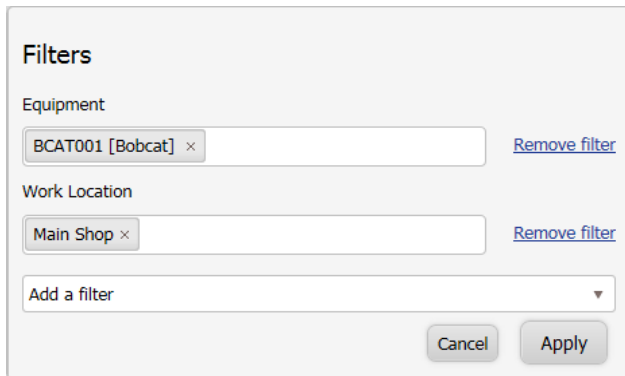 Filters
Equipment
BCAT001 [Bobcat] ×
Remove filter
Work Location
Main Shop ×
Remove filter
Add a filter
Cancel
Apply